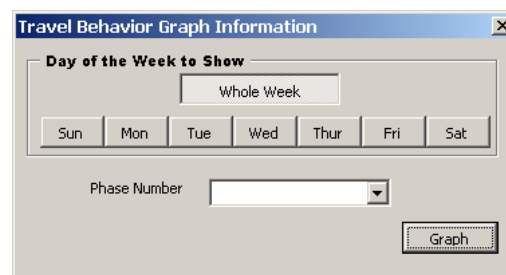 Travel Behavior Graph Information
Day of the Week to Show
Whole Week
Sun Mon Tue Wed Thur Fri Sat
Phase Number
Graph